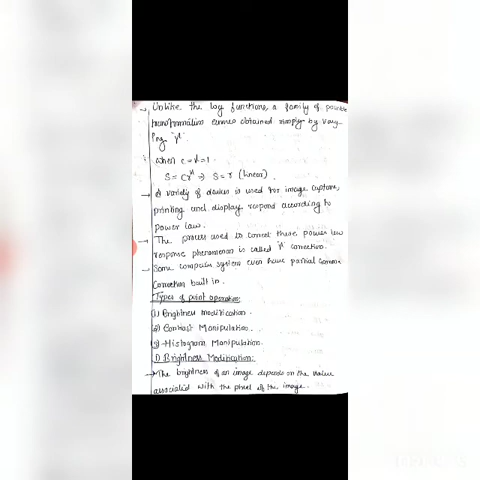 → Unlike the log functions, a family of possible
transformation curves obtained simply by vary-
ing "γ".
when c=γ=1.
S = Cr^γ ⇒ S = r (linear).
→ A variety of devices is used for image capture,
printing and display respond according to
power law.
→ The process used to correct these power law
response phenomenon is called "γ" correction.
→ Some computer system even have partial gamma
correction built in.
Types of point operation:
(1) Brightness modification.
(2) Contrast Manipulation.
(3) Histogram Manipulation.
1) Brightness Modification:
→ The brightness of an image depends on the value
associated with the pixel of the image.